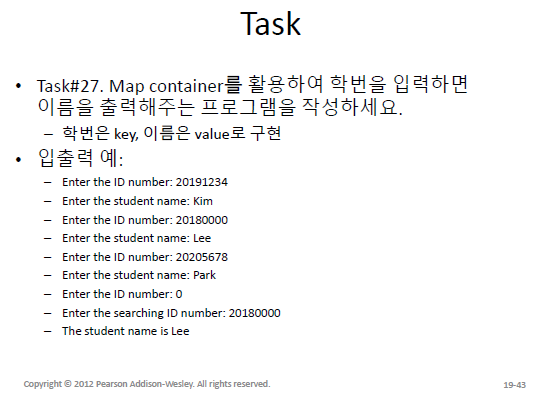 Task
• Task#27. Map container를 활용하여 학번을 입력하면
이름을 출력해주는 프로그램을 작성하세요.
– 학번은 key, 이름은 value로 구현
• 입출력 예:
– Enter the ID number: 20191234
– Enter the student name: Kim
– Enter the ID number: 20180000
– Enter the student name: Lee
– Enter the ID number: 20205678
– Enter the student name: Park
– Enter the ID number: 0
– Enter the searching ID number: 20180000
– The student name is Lee
Copyright © 2012 Pearson Addison-Wesley. All rights reserved.
19-43